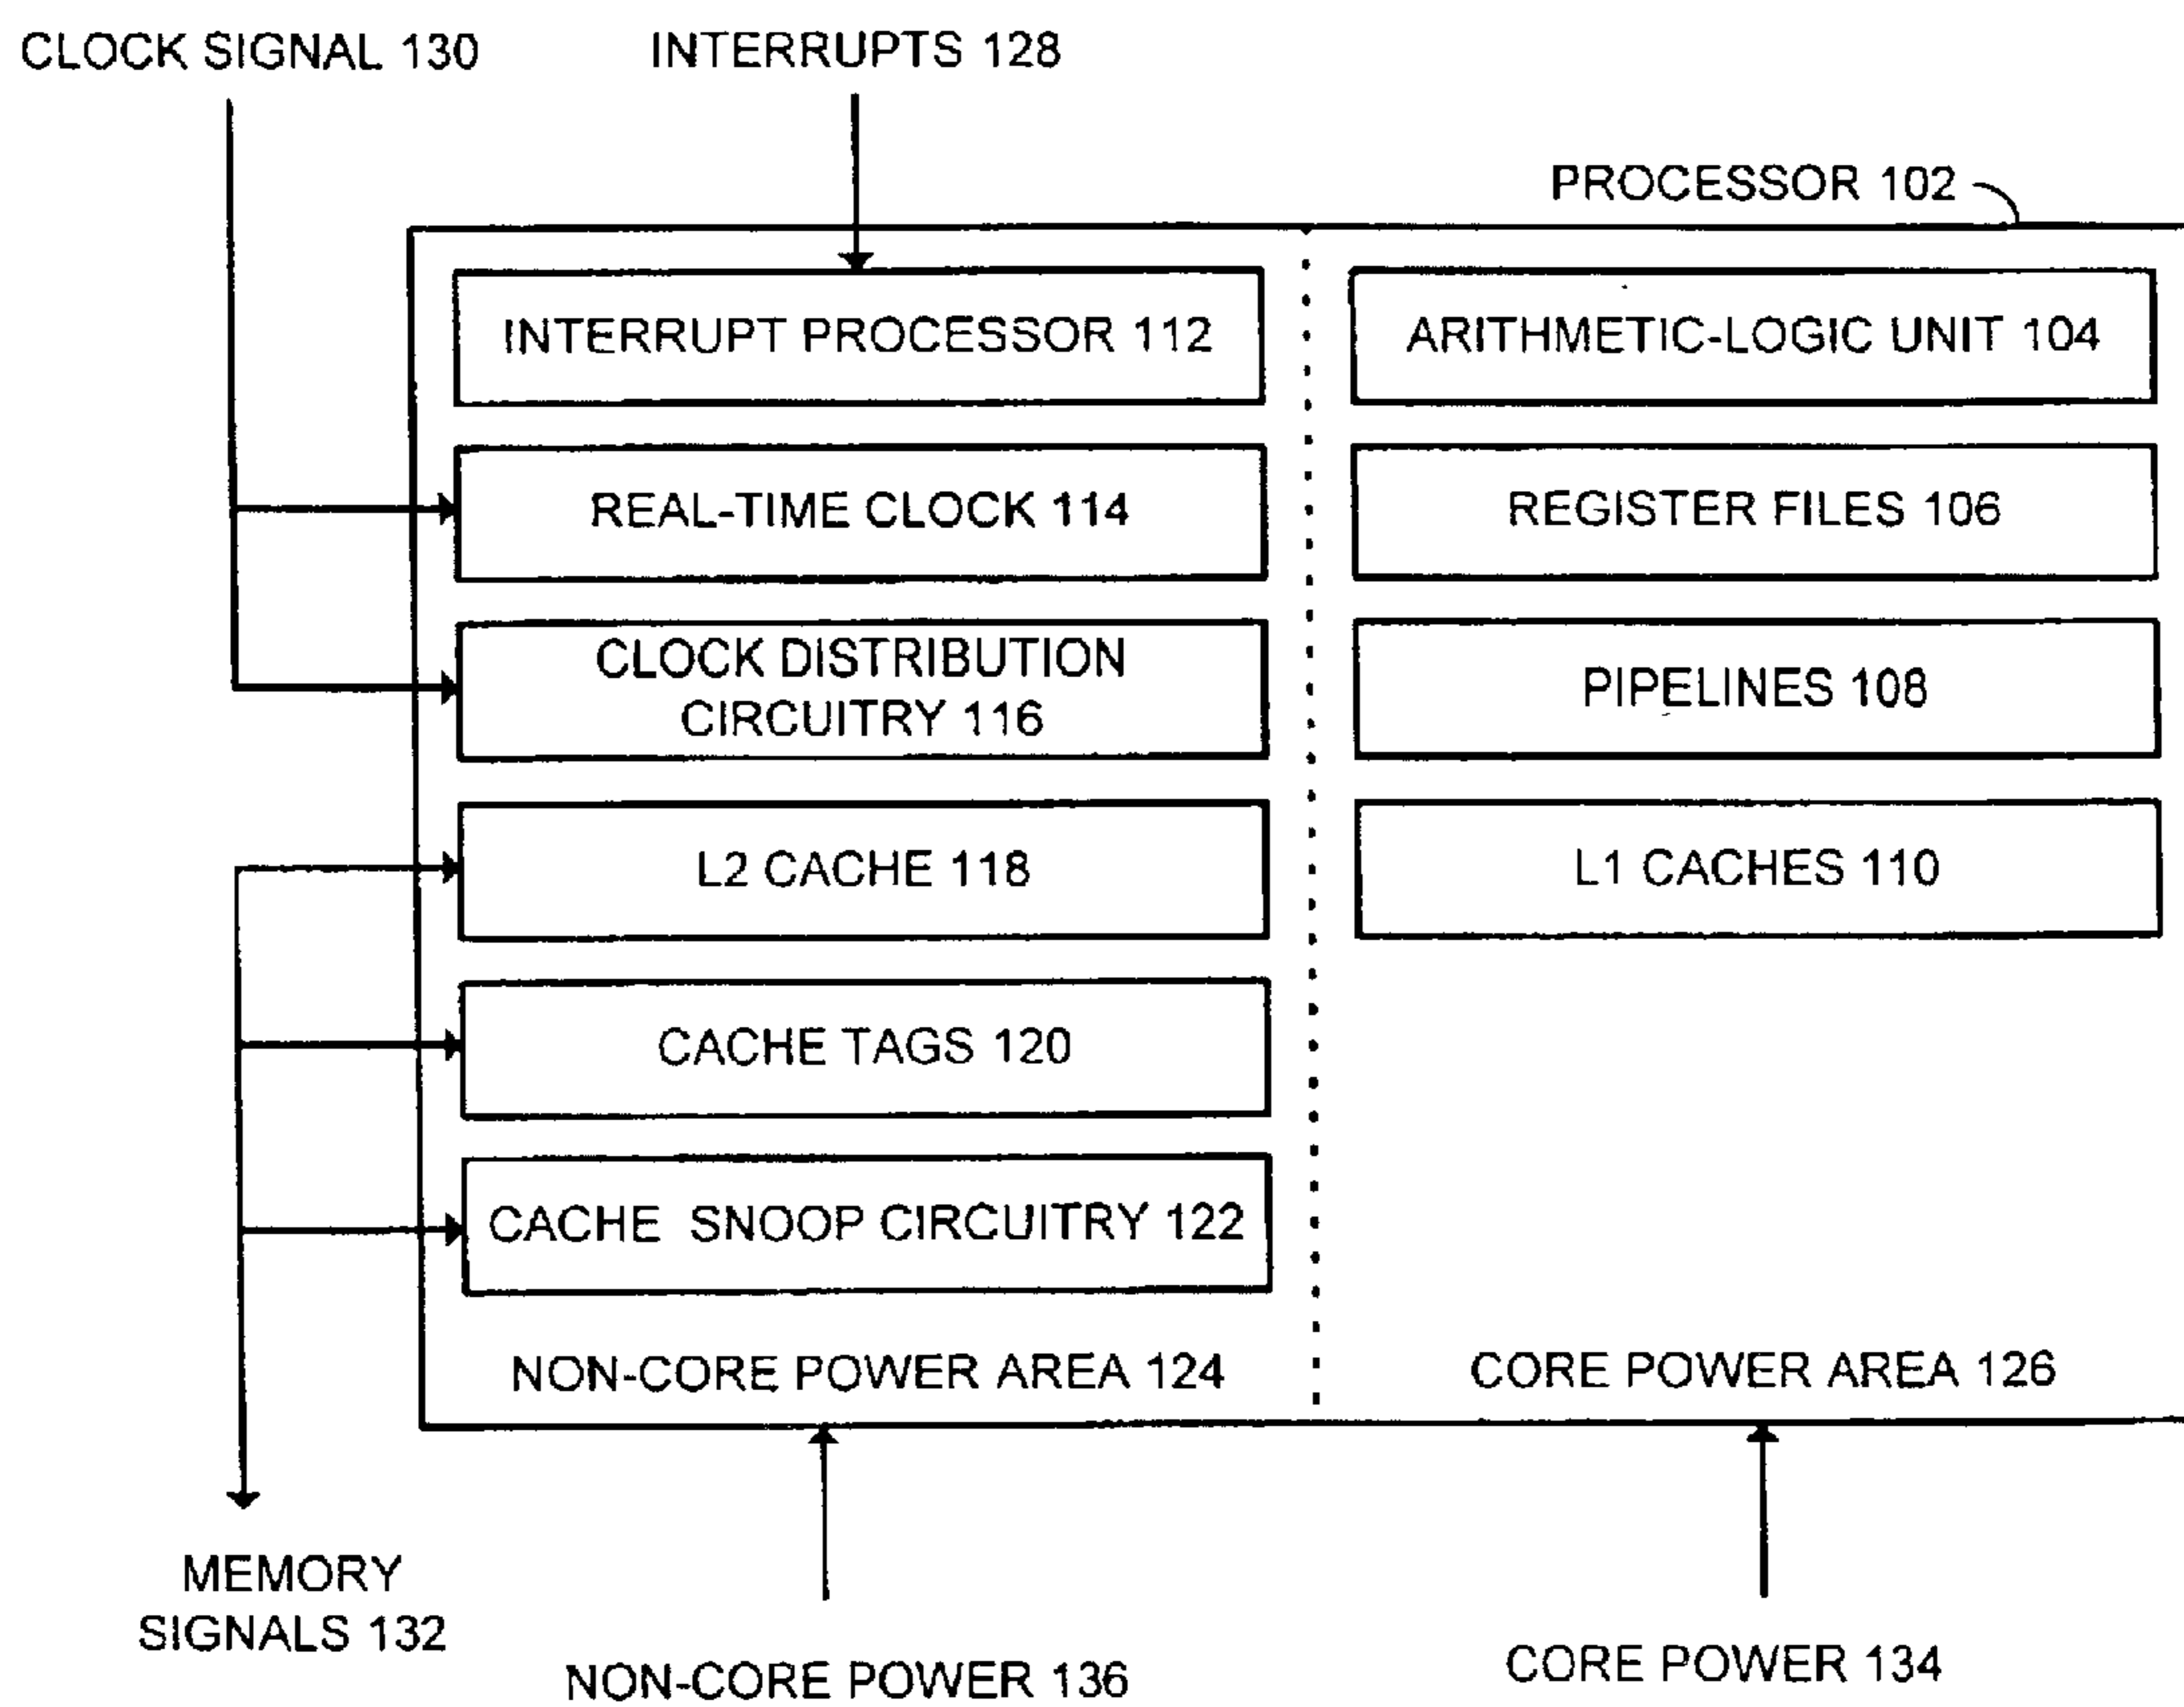 CLOCK SIGNAL 130
INTERRUPTS 128
PROCESSOR 102
INTERRUPT PROCESSOR 112
ARITHMETIC-LOGIC UNIT 104
REAL-TIME CLOCK 114
REGISTER FILES 106
CLOCK DISTRIBUTION
CIRCUITRY 116
PIPELINES 108
L2 CACHE 118
L1 CACHES 110
CACHE TAGS 120
CACHE SNOOP CIRCUITRY 122
NON-CORE POWER AREA 124
CORE POWER AREA 126
MEMORY
SIGNALS 132
NON-CORE POWER 136
CORE POWER 134